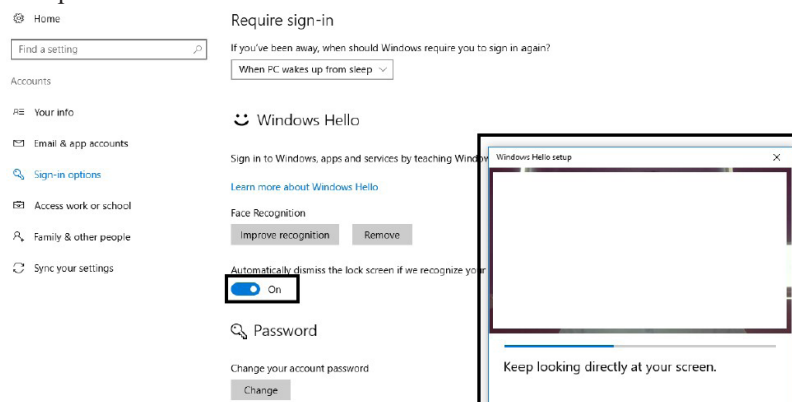 Home
Find a setting
Accounts
Your info
Email & app accounts
Sign-in options
Access work or school
Family & other people
Sync your settings
Require sign-in
If you've been away, when should Windows require you to sign in again?
When PC wakes up from sleep
Windows Hello
Sign in to Windows, apps and services by teaching
Learn more about Windows Hello
Face Recognition
Improve recognition Remove
Automatically dismiss the lock screen if we recognize your
On
Password
Change your account password
Change
Windows Hello setup
Keep looking directly at your screen.